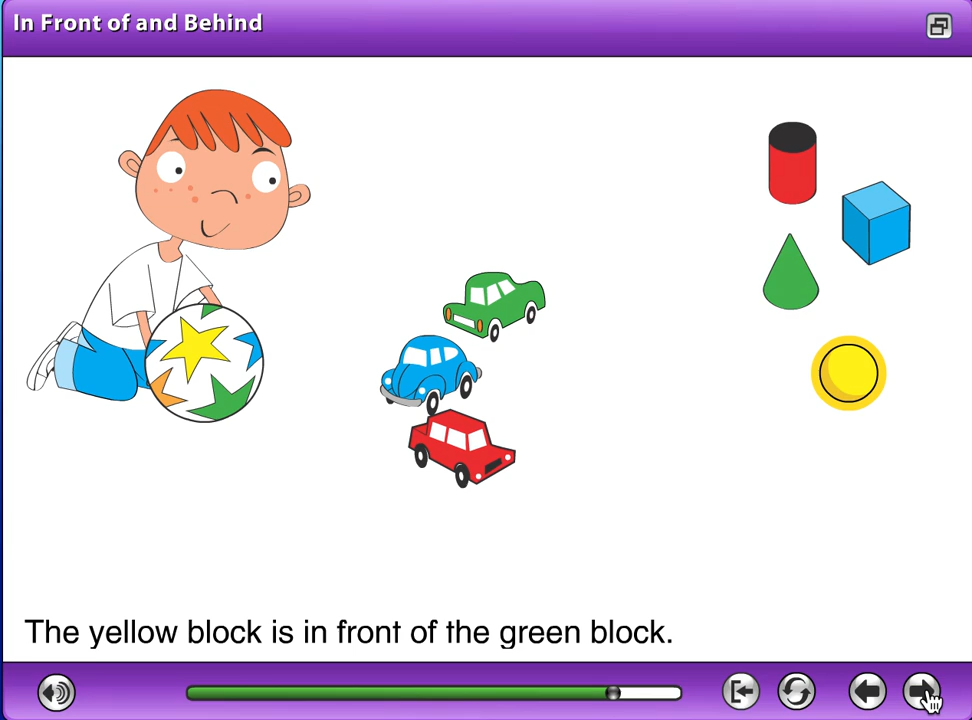 In Front of and Behind
The yellow block is in front of the green block.